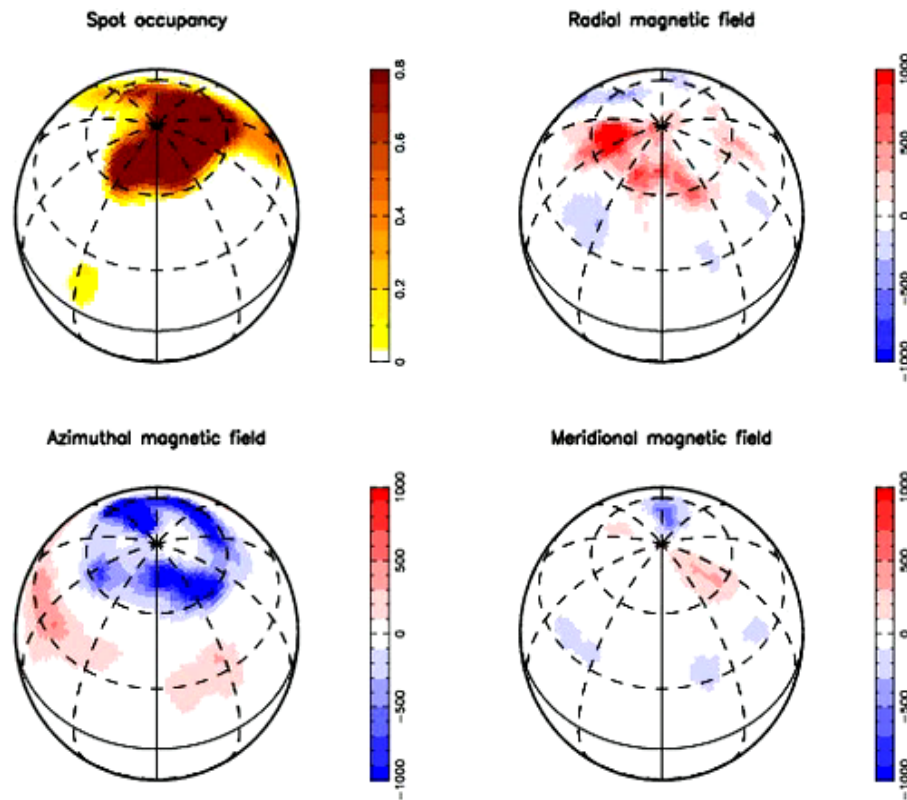 Spot occupancy
0 0.2 0.4 0.6 0.8
Radial magnetic field
−1000 −500 0 500 1000
Azimuthal magnetic field
−1000 −500 0 500 1000
Meridional magnetic field
−1000 −500 0 500 1000